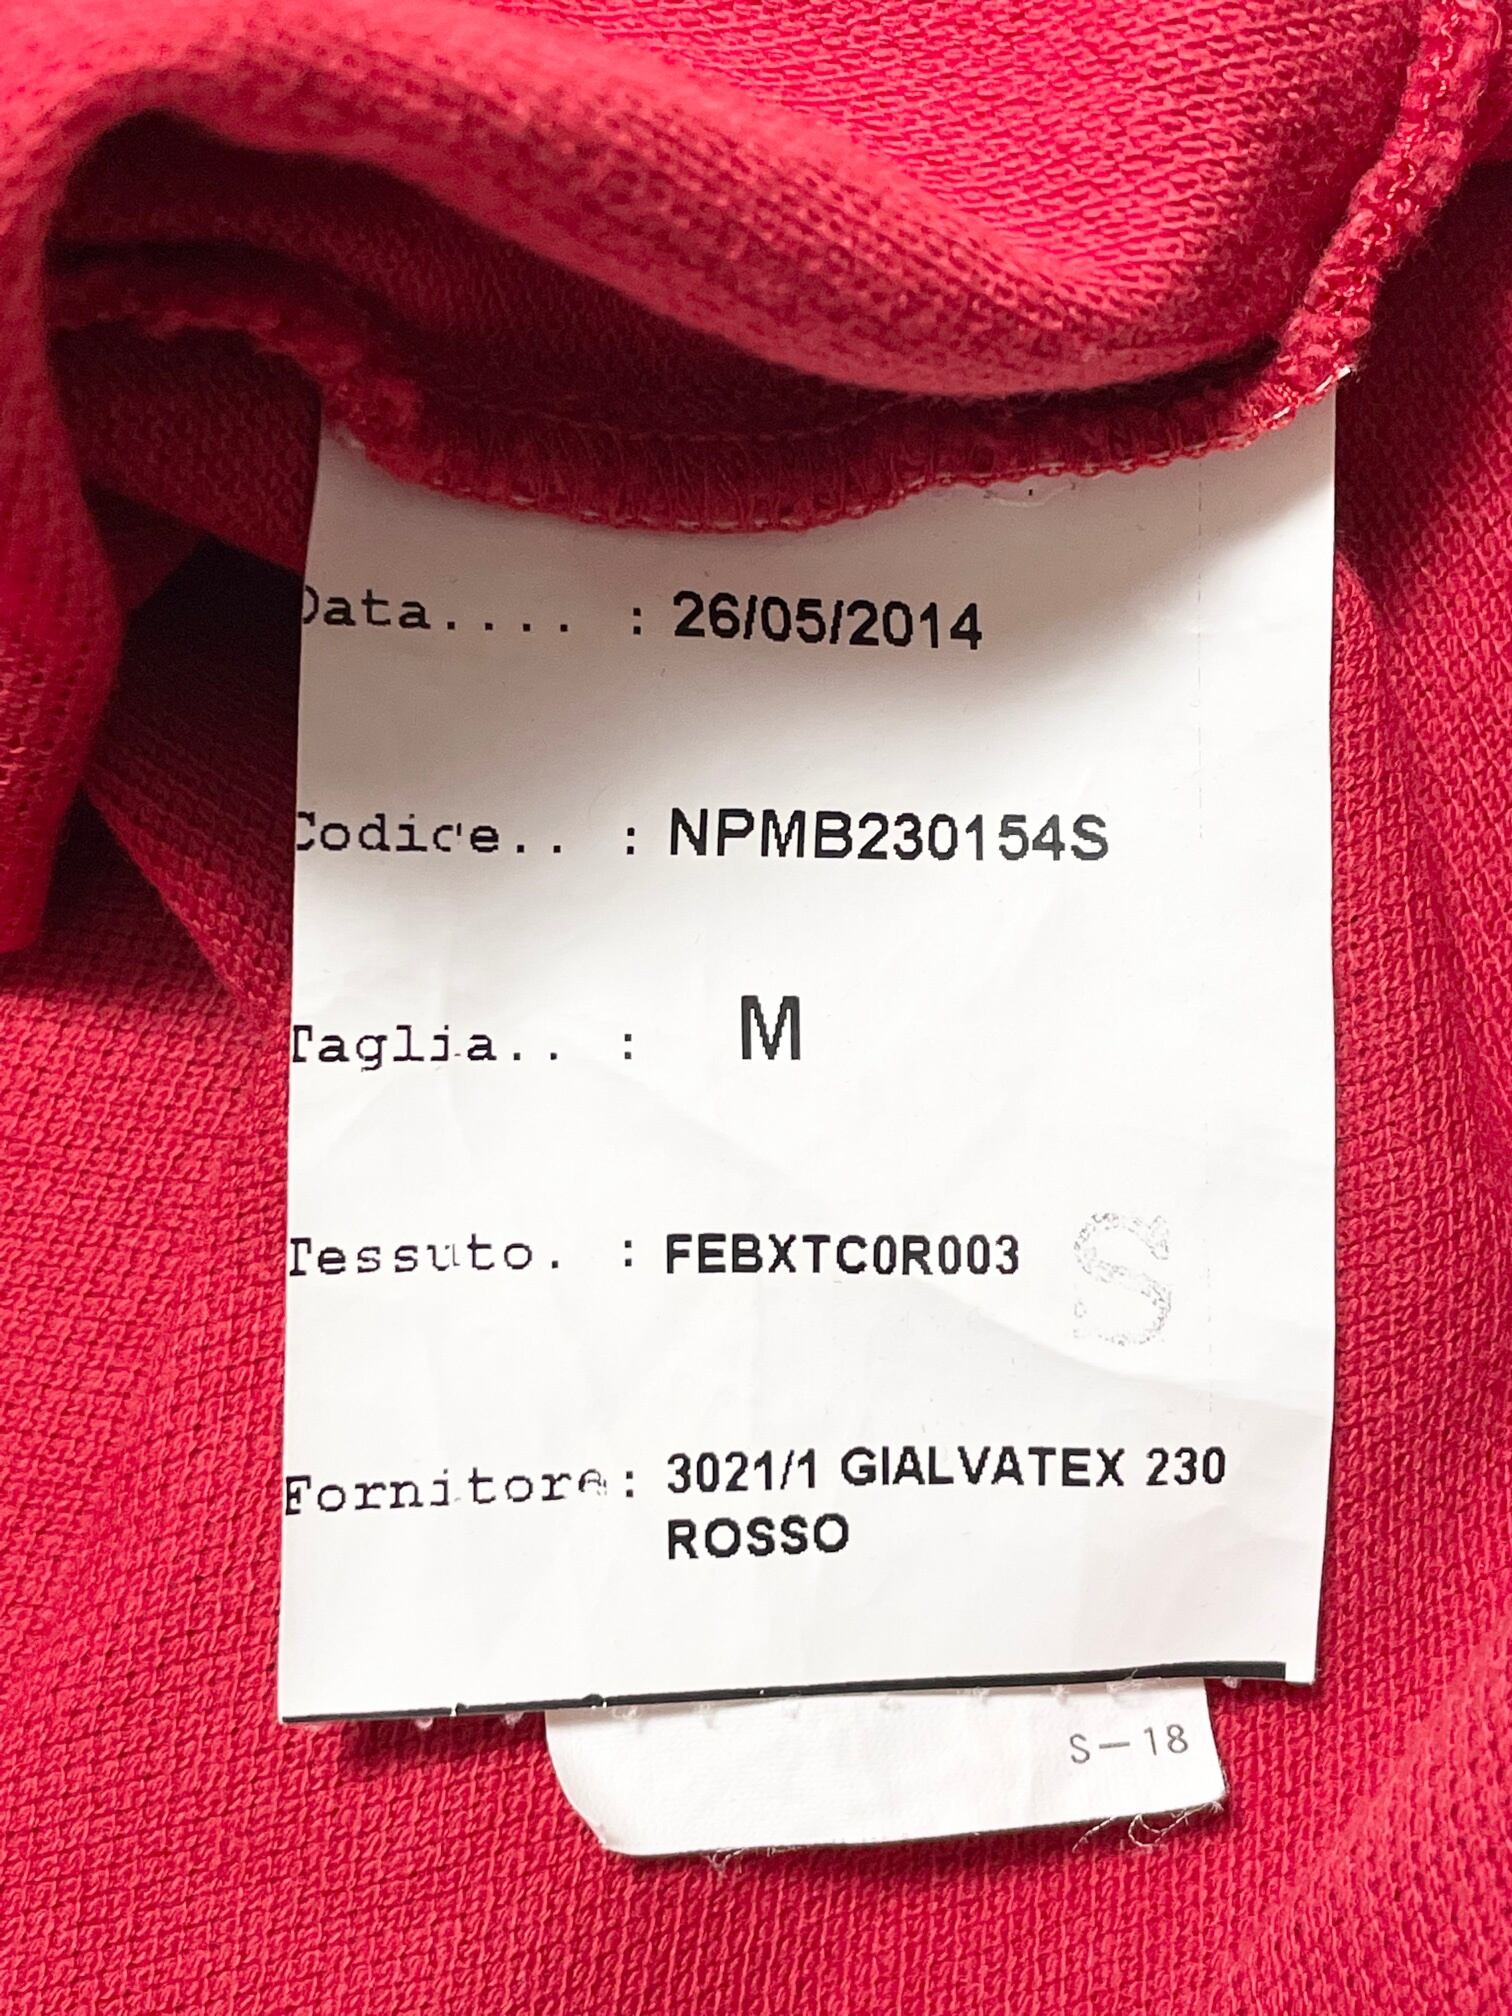 Data.... : 26/05/2014
Codice.. : NPMB230154S
Taglia.. : M
Tessuto. : FEBXTC0R003 S
Fornitore: 3021/1 GIALVATEX 230
ROSSO
S-18